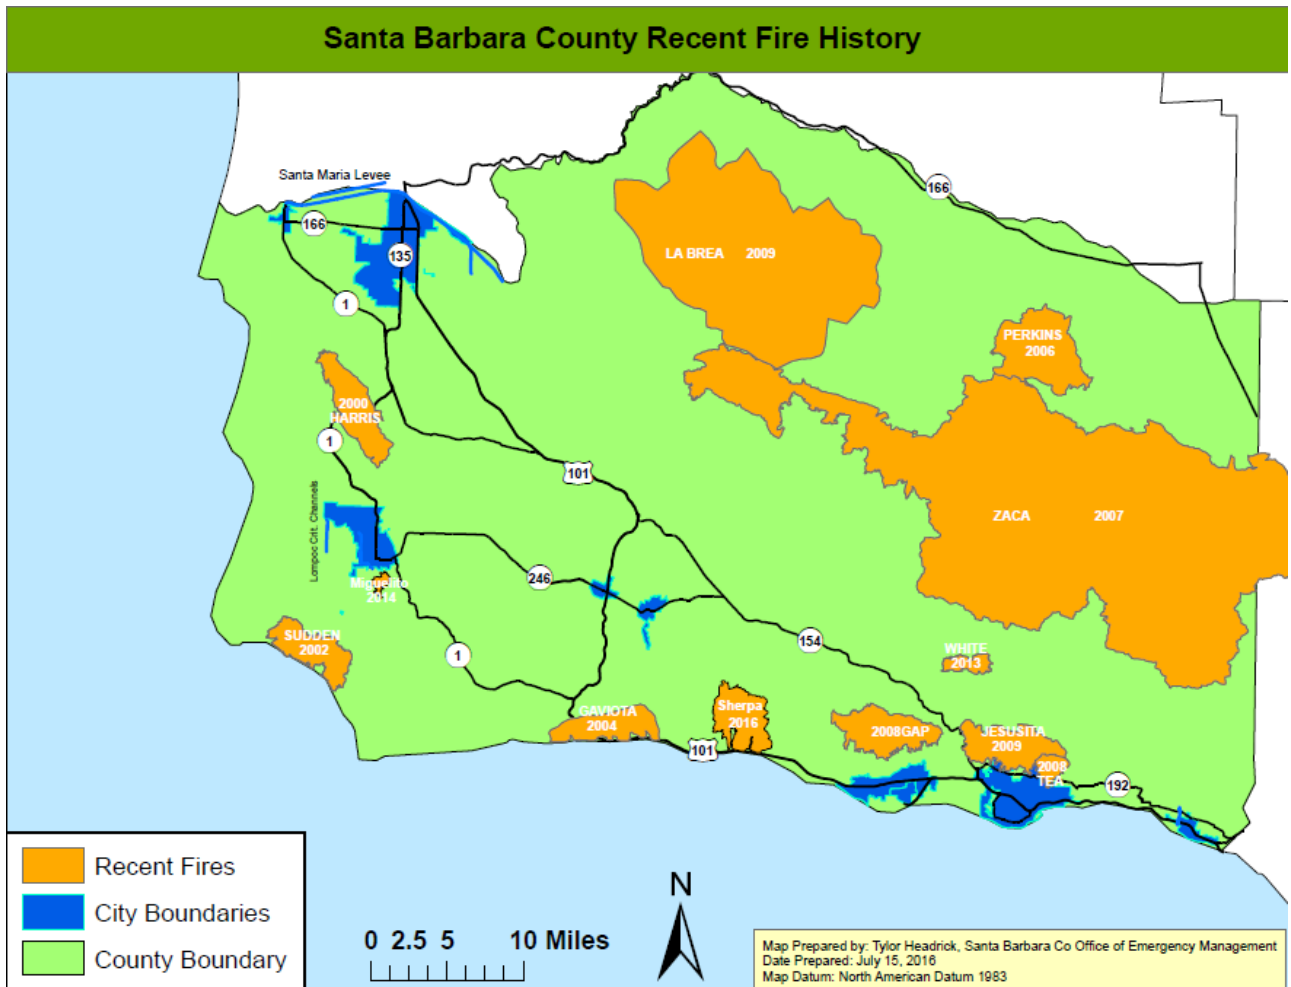 Santa Barbara County Recent Fire History
Santa Maria Levee
166
166
135
LA BREA 2009
1
PERKINS
2006
2000
HARRIS
1
101
Lompoc Crit. Channels
ZACA 2007
246
Miguelito
2014
SUDDEN
2002
1
154
WHITE
2013
GAVIOTA
2004
Sherpa
2016
2008GAP
JESUSITA
2009
101
2008
TEA
192
Recent Fires
City Boundaries
County Boundary
0 2.5 5 10 Miles
N
Map Prepared by: Tylor Headrick, Santa Barbara Co Office of Emergency Management
Date Prepared: July 15, 2016
Map Datum: North American Datum 1983